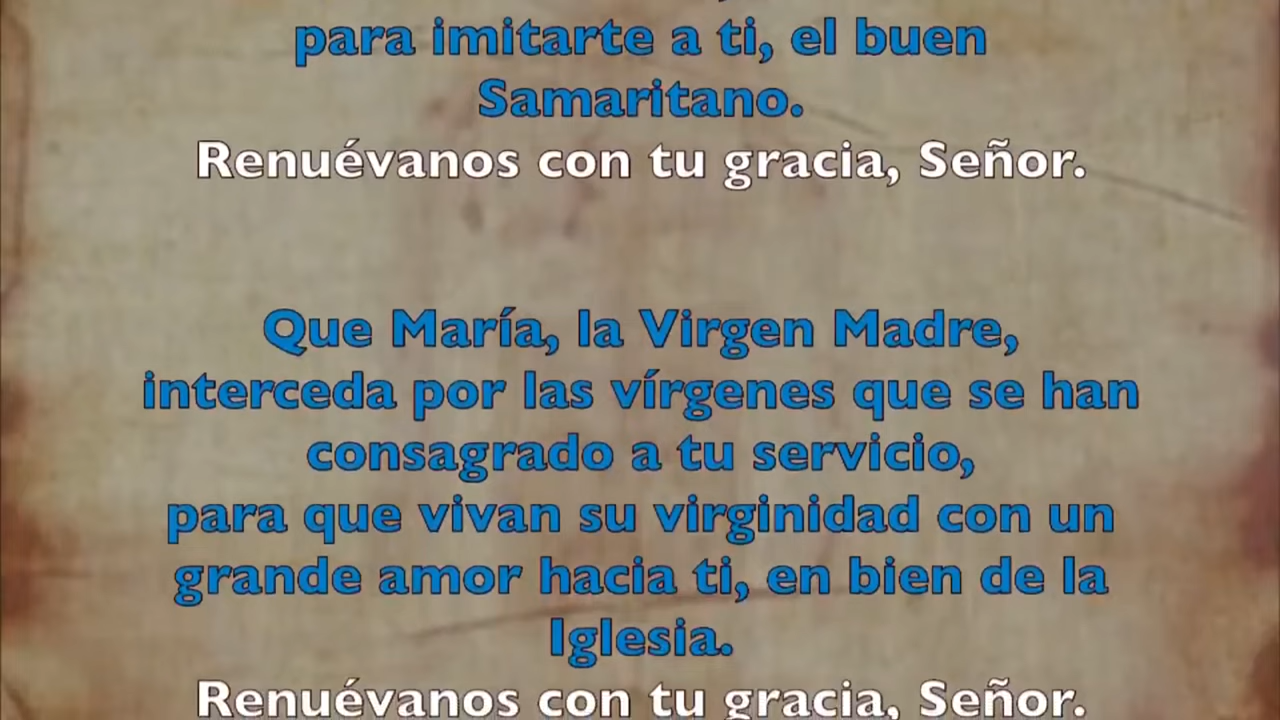 para imitarte a ti, el buen
Samaritano.
Renuévanos con tu gracia, Señor.
Que María, la Virgen Madre,
interceda por las vírgenes que se han
consagrado a tu servicio,
para que vivan su virginidad con un
grande amor hacia ti, en bien de la
Iglesia.
Renuévanos con tu gracia, Señor.